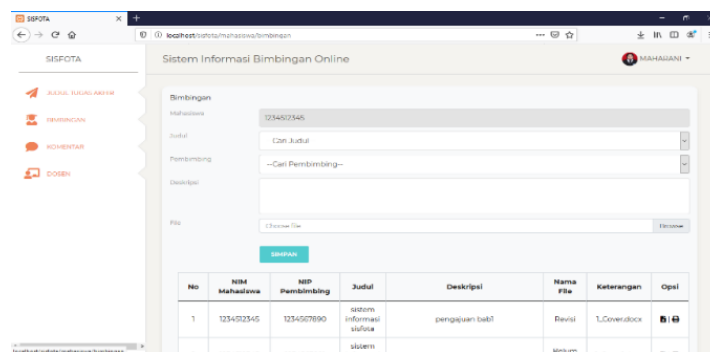 SISFOTA
localhost/sisfota/mahasiswa/bimbingan
SISFOTA
Sistem Informasi Bimbingan Online
MAHARANI
JUDUL TUGAS AKHIR
BIMBINGAN
KOMENTAR
DOSEN
Bimbingan
Mahasiswa
1234512345
Judul
Cari Judul
Pembimbing
--Cari Pembimbing--
Deskripsi
File
Choose file
Browse
SIMPAN
No NIM Mahasiswa NIP Pembimbing Judul Deskripsi Nama File Keterangan Opsi
1 1234512345 1234567890 sistem informasi sisfota pengajuan bab1 Revisi 1_Cover.docx
sistem
Belum